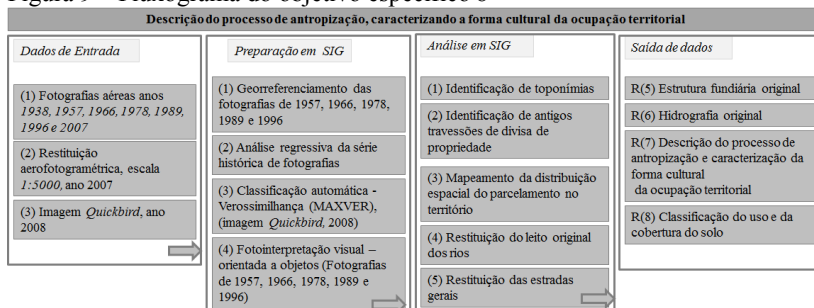 Figura 9 – Fluxograma do objetivo específico 6
Descrição do processo de antropização, caracterizando a forma cultural da ocupação territorial
Dados de Entrada
(1) Fotografias aéreas anos
1938, 1957, 1966, 1978, 1989,
1996 e 2007
(2) Restituição
aerofotogramétrica, escala
1:5000, ano 2007
(3) Imagem Quickbird, ano
2008
Preparação em SIG
(1) Georreferenciamento das
fotografias de 1957, 1966, 1978,
1989 e 1996
(2) Análise regressiva da série
histórica de fotografias
(3) Classificação automática -
Verossimilhança (MAXVER),
(imagem Quickbird, 2008)
(4) Fotointerpretação visual –
orientada a objetos (Fotografias
de 1957, 1966, 1978, 1989 e
1996)
Análise em SIG
(1) Identificação de toponímias
(2) Identificação de antigos
travessões de divisa de
propriedade
(3) Mapeamento da distribuição
espacial do parcelamento no
território
(4) Restituição do leito original
dos rios
(5) Restituição das estradas
gerais
Saída de dados
R(5) Estrutura fundiária original
R(6) Hidrografia original
R(7) Descrição do processo de
antropização e caracterização da
forma cultural
da ocupação territorial
R(8) Classificação do uso e da
cobertura do solo